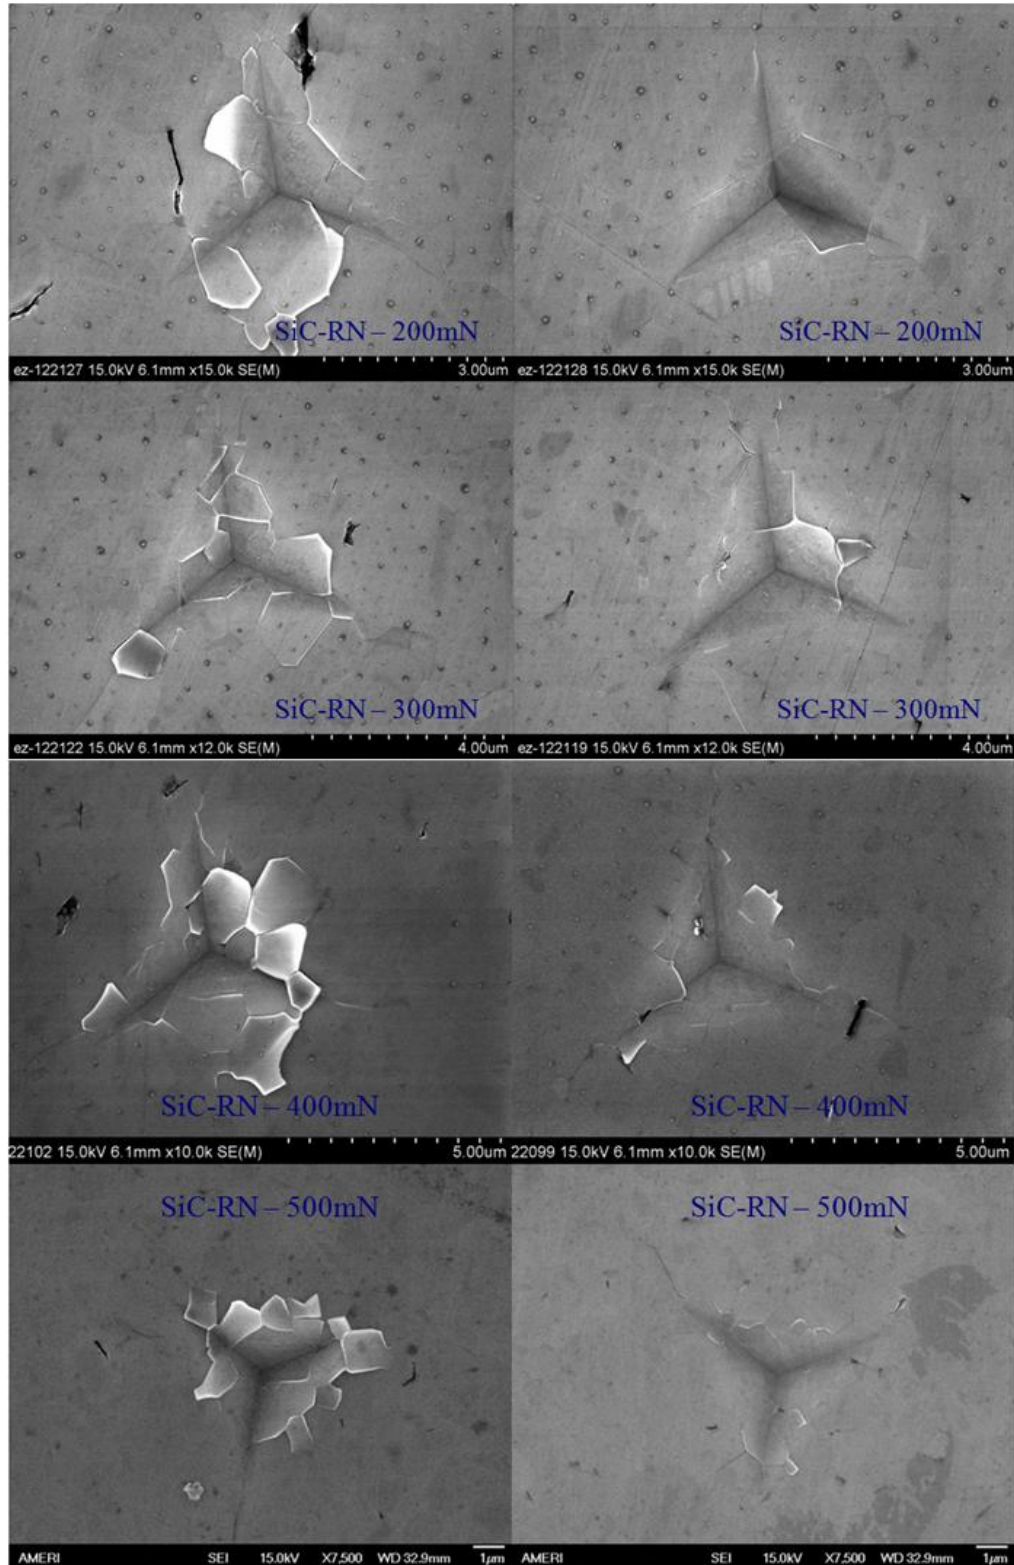 SiC-RN – 200mN
SiC-RN – 200mN
ez-122127 15.0kV 6.1mm x15.0k SE(M) 3.00um
ez-122128 15.0kV 6.1mm x15.0k SE(M) 3.00um
SiC-RN – 300mN
SiC-RN – 300mN
ez-122122 15.0kV 6.1mm x12.0k SE(M) 4.00um
ez-122119 15.0kV 6.1mm x12.0k SE(M) 4.00um
SiC-RN – 400mN
SiC-RN – 400mN
22102 15.0kV 6.1mm x10.0k SE(M) 5.00um
22099 15.0kV 6.1mm x10.0k SE(M) 5.00um
SiC-RN – 500mN
SiC-RN – 500mN
AMERI SEI 15.0kV X7,500 WD 32.9mm 1μm
AMERI SEI 15.0kV X7,500 WD 32.9mm 1μm